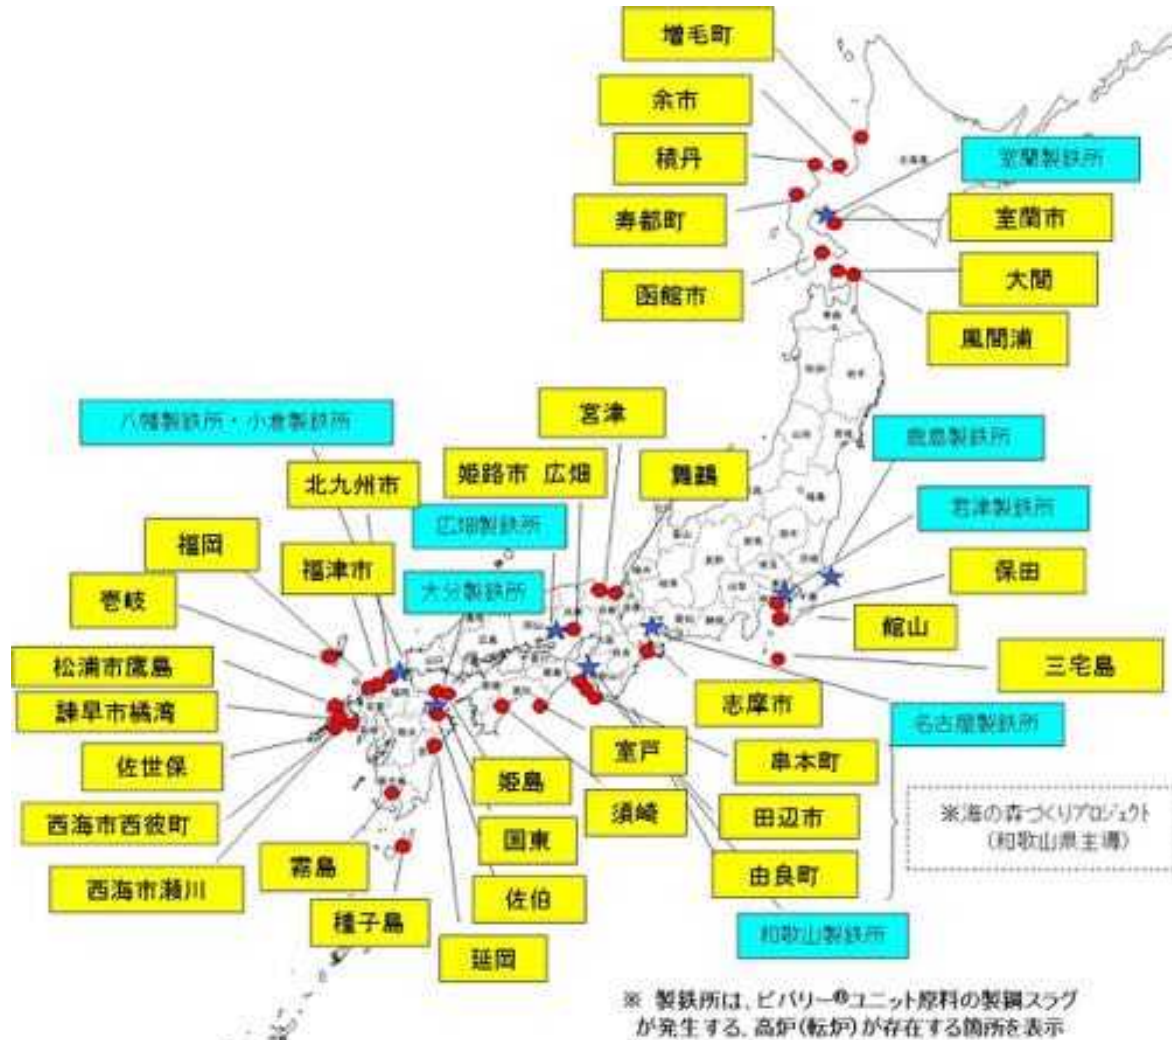 増毛町
余市
積丹
室蘭製鉄所
寿都町
室蘭市
函館市
大間
風間浦
八幡製鉄所・小倉製鉄所
宮津
鹿島製鉄所
姫路市 広畑
舞鶴
北九州市
広畑製鉄所
君津製鉄所
福岡
福津市
保田
大分製鉄所
壱岐
館山
松浦市鷹島
三宅島
諫早市橘湾
志摩市
名古屋製鉄所
佐世保
姫島
室戸
串本町
西海市西彼町
須崎
田辺市
※海の森づくりプロジェクト
(和歌山県主導)
国東
霧島
由良町
西海市瀬川
佐伯
種子島
和歌山製鉄所
延岡
※ 製鉄所は、ビバリー®ユニット原料の製鋼スラグ
が発生する、高炉(転炉)が存在する箇所を表示